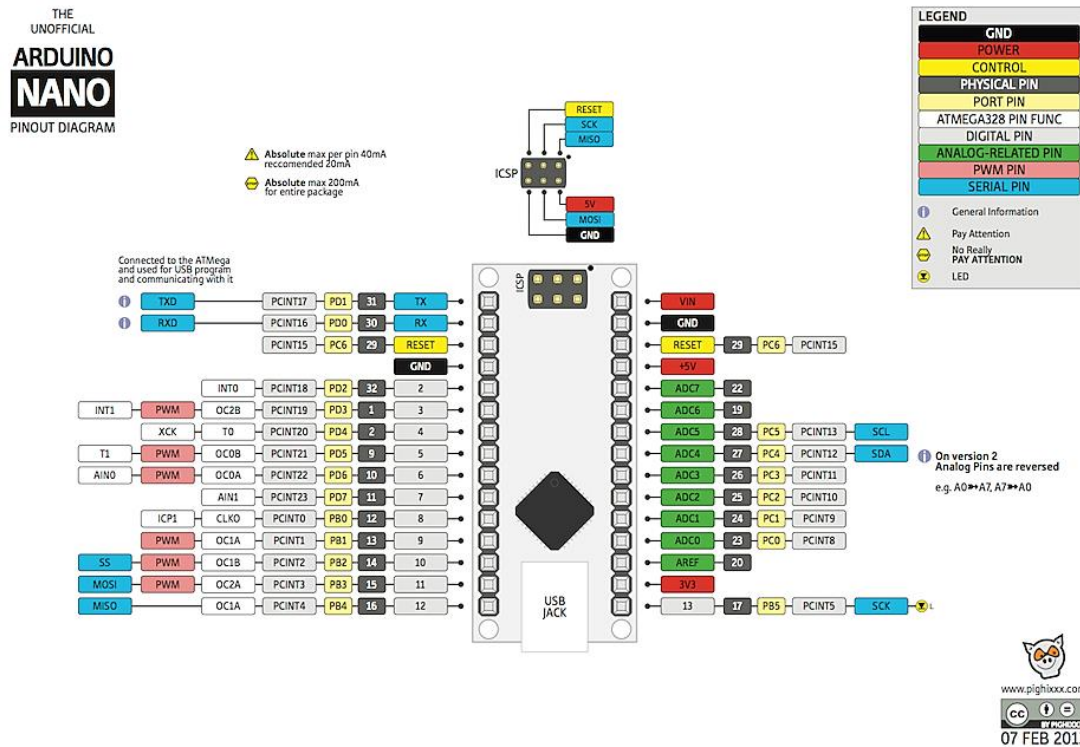 THE
UNOFFICIAL
ARDUINO
NANO
PINOUT DIAGRAM
LEGEND
GND
POWER
CONTROL
PHYSICAL PIN
PORT PIN
ATMEGA328 PIN FUNC
DIGITAL PIN
ANALOG-RELATED PIN
PWM PIN
SERIAL PIN
General Information
Pay Attention
No Really
PAY ATTENTION
LED
Absolute max per pin 40mA
reccomended 20mA
Absolute max 200mA
for entire package
RESET
SCK
MISO
ICSP
5V
MOSI
GND
Connected to the ATMega
and used for USB program
and communicating with it
ICSP
TXD PCINT17 PD1 31 TX
RXD PCINT16 PD0 30 RX
PCINT15 PC6 29 RESET
GND
INT0 PCINT18 PD2 32 2
INT1 PWM OC2B PCINT19 PD3 1 3
XCK T0 PCINT20 PD4 2 4
T1 PWM OC0B PCINT21 PD5 9 5
AIN0 PWM OC0A PCINT22 PD6 10 6
AIN1 PCINT23 PD7 11 7
ICP1 CLKO PCINT0 PB0 12 8
PWM OC1A PCINT1 PB1 13 9
SS PWM OC1B PCINT2 PB2 14 10
MOSI PWM OC2A PCINT3 PB3 15 11
MISO OC1A PCINT4 PB4 16 12
USB
JACK
VIN
GND
RESET 29 PC6 PCINT15
+5V
ADC7 22
ADC6 19
ADC5 28 PC5 PCINT13 SCL
ADC4 27 PC4 PCINT12 SDA
ADC3 26 PC3 PCINT11
ADC2 25 PC2 PCINT10
ADC1 24 PC1 PCINT9
ADC0 23 PC0 PCINT8
AREF 20
3V3
13 17 PB5 PCINT5 SCK L
On version 2
Analog Pins are reversed
e.g. A0➳A7, A7➳A0
www.pighixxx.com
cc
BY PIGHIXXX
07 FEB 201